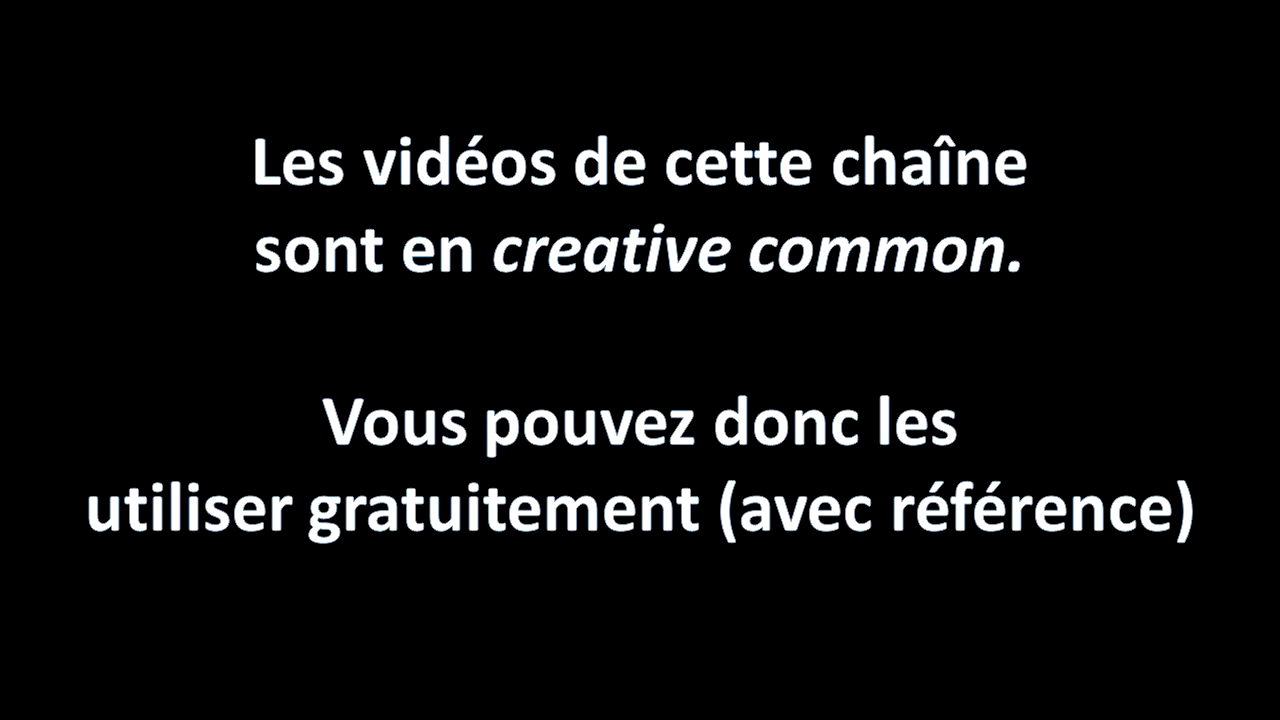 Les vidéos de cette chaîne
sont en creative common.
Vous pouvez donc les
utiliser gratuitement (avec référence)